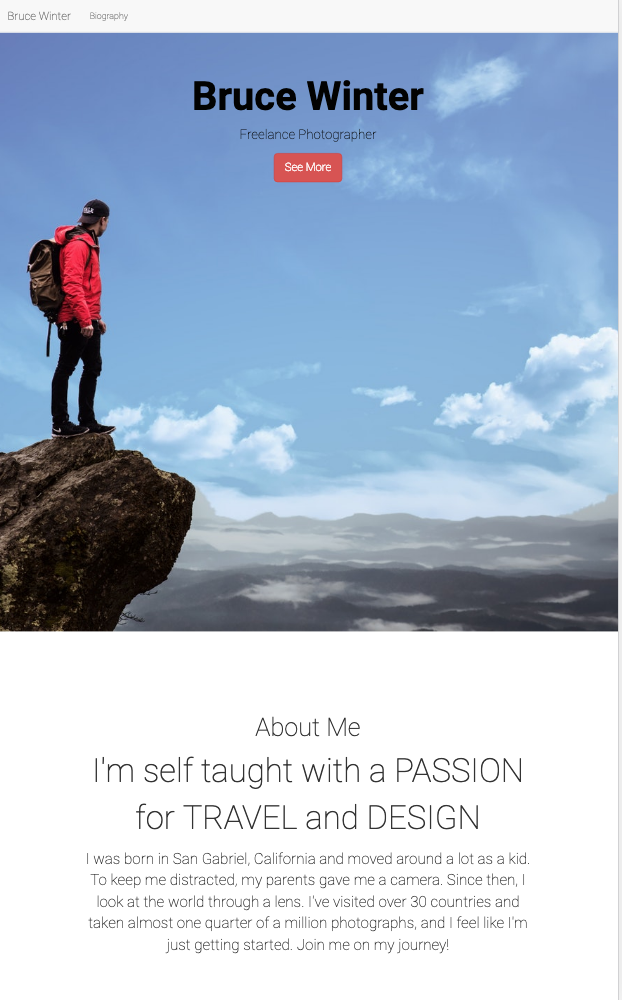 Bruce Winter Biography
Bruce Winter
Freelance Photographer
See More
About Me
I'm self taught with a PASSION
for TRAVEL and DESIGN
I was born in San Gabriel, California and moved around a lot as a kid.
To keep me distracted, my parents gave me a camera. Since then, I
look at the world through a lens. I've visited over 30 countries and
taken almost one quarter of a million photographs, and I feel like I'm
just getting started. Join me on my journey!